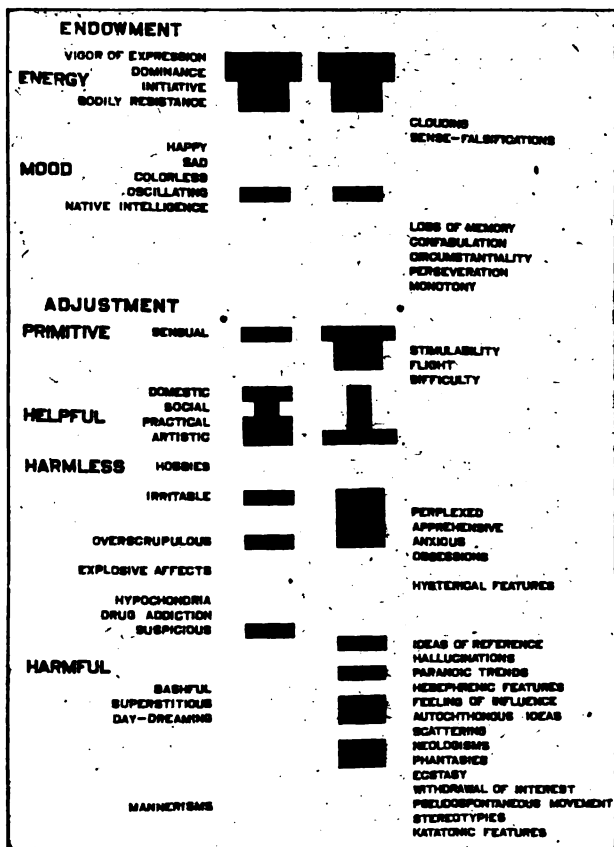 ENDOWMENT
VIGOR OF EXPRESSION
DOMINANCE
ENERGY
INITIATIVE
BODILY RESISTANCE
CLOUDING
SENSE-FALSIFICATIONS
HAPPY
SAD
MOOD
COLORLESS
OSCILLATING
NATIVE INTELLIGENCE
LOSS OF MEMORY
CONFABULATION
CIRCUMSTANTIALITY
PERSEVERATION
MONOTONY
ADJUSTMENT
PRIMITIVE SENSUAL
STIMULABILITY
FLIGHT
DIFFICULTY
DOMESTIC
SOCIAL
HELPFUL
PRACTICAL
ARTISTIC
HARMLESS HOBBIES
IRRITABLE
PERPLEXED
APPREHENSIVE
OVERSCRUPULOUS ANXIOUS
OBSESSIONS
EXPLOSIVE AFFECTS
HYSTERICAL FEATURES
HYPOCHONDRIA
DRUG ADDICTION
SUSPICIOUS
IDEAS OF REFERENCE
HALLUCINATIONS
HARMFUL PARANOIC TRENDS
BASHFUL HEBEPHRENIC FEATURES
SUPERSTITIOUS FEELING OF INFLUENCE
DAY-DREAMING AUTOCHTHONOUS IDEAS
SCATTERING
NEOLOGISMS
PHANTASIES
ECSTASY
WITHDRAWAL OF INTEREST
MANNERISMS PSEUDOSPONTANEOUS MOVEMENT
STEREOTYPIES
KATATONIC FEATURES